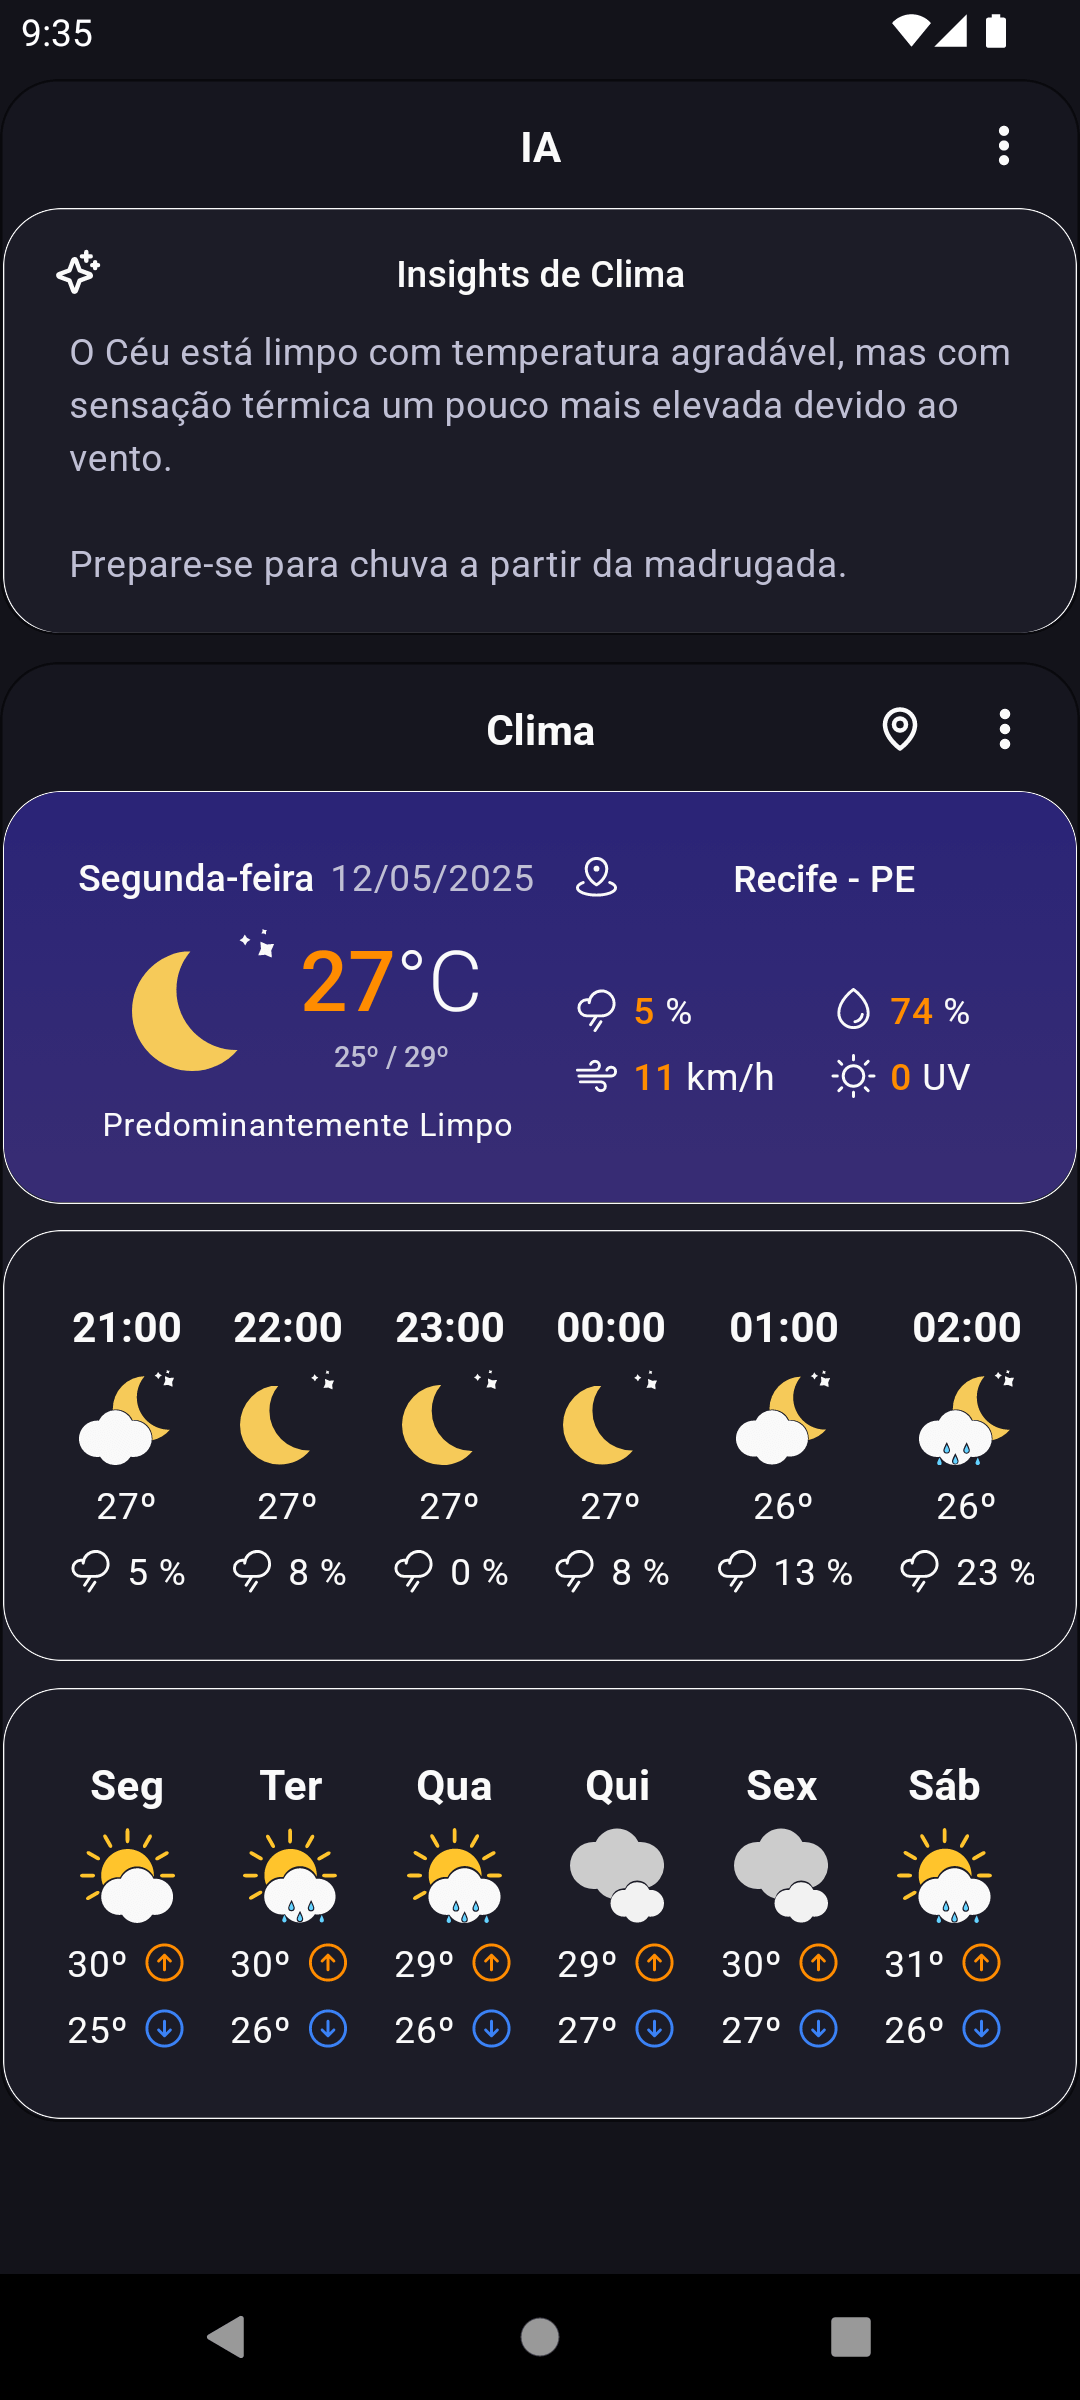 9:35
IA
Insights de Clima
O Céu está limpo com temperatura agradável, mas com
sensação térmica um pouco mais elevada devido ao
vento.
Prepare-se para chuva a partir da madrugada.
Clima
Segunda-feira 12/05/2025 Recife - PE
27°C
25º / 29º
Predominantemente Limpo
5 % 74 %
11 km/h 0 UV
21:00 22:00 23:00 00:00 01:00 02:00
27º 27º 27º 27º 26º 26º
5 % 8 % 0 % 8 % 13 % 23 %
Seg Ter Qua Qui Sex Sáb
30º 30º 29º 29º 30º 31º
25º 26º 26º 27º 27º 26º